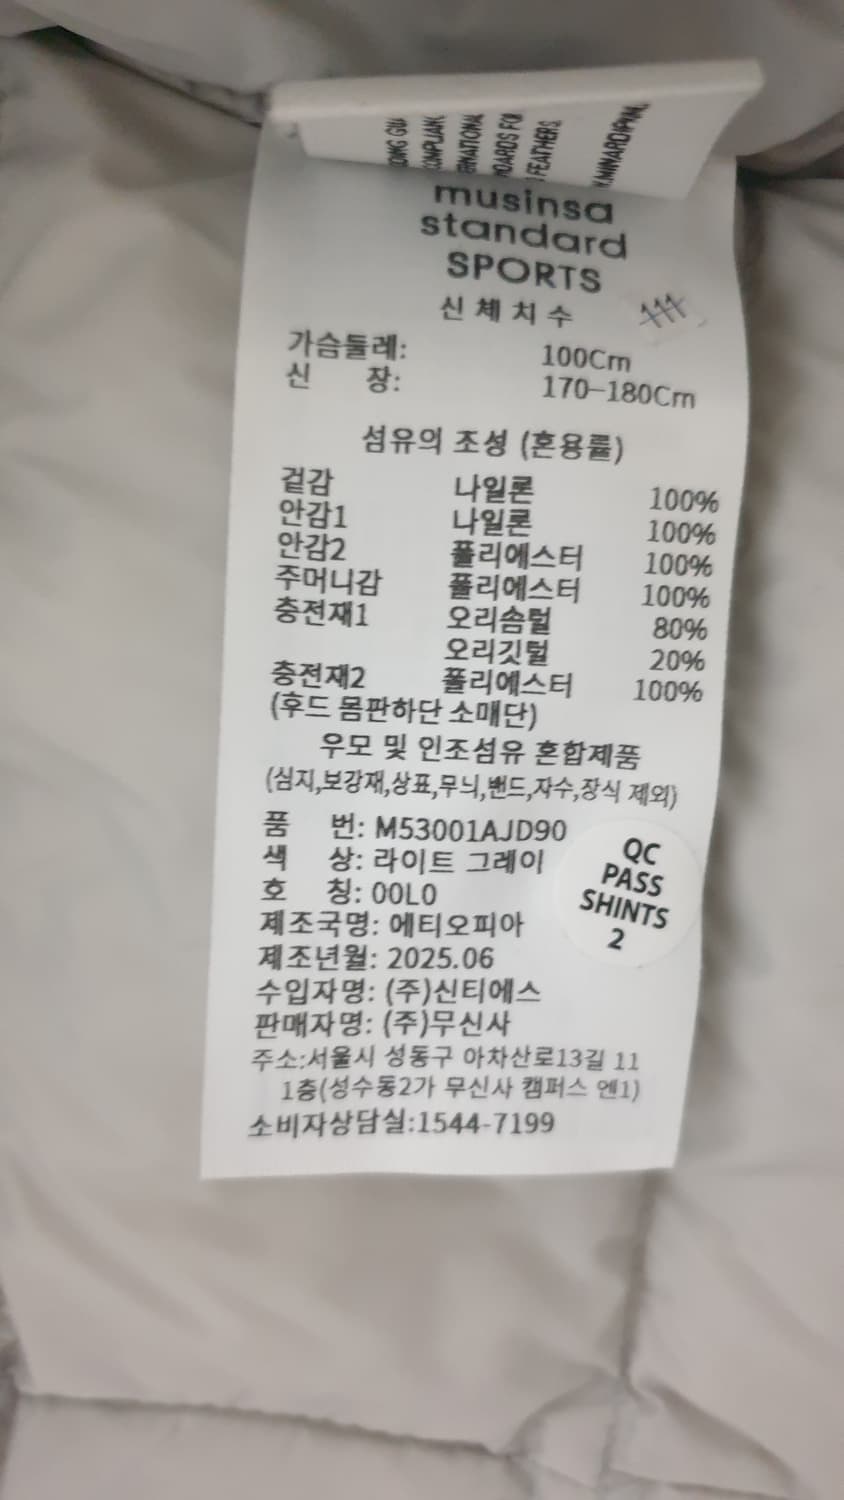 musinsa
standard
SPORTS
신체치수
가슴둘레: 100Cm
신 장: 170-180Cm
섬유의 조성 (혼용률)
겉감 나일론 100%
안감1 나일론 100%
안감2 폴리에스터 100%
주머니감 폴리에스터 100%
충전재1 오리솜털 80%
오리깃털 20%
충전재2 폴리에스터 100%
(후드 몸판하단 소매단)
우모 및 인조섬유 혼합제품
(심지,보강재,상표,무늬,밴드,자수,장식 제외)
품 번: M53001AJD90
색 상: 라이트 그레이
호 칭: 00L0
제조국명: 에티오피아
제조년월: 2025.06
수입자명: (주)신티에스
판매자명: (주)무신사
주소:서울시 성동구 아차산로13길 11
1층(성수동2가 무신사 캠퍼스 엔1)
소비자상담실:1544-7199
QC
PASS
SHINTS
2
FEATHERS